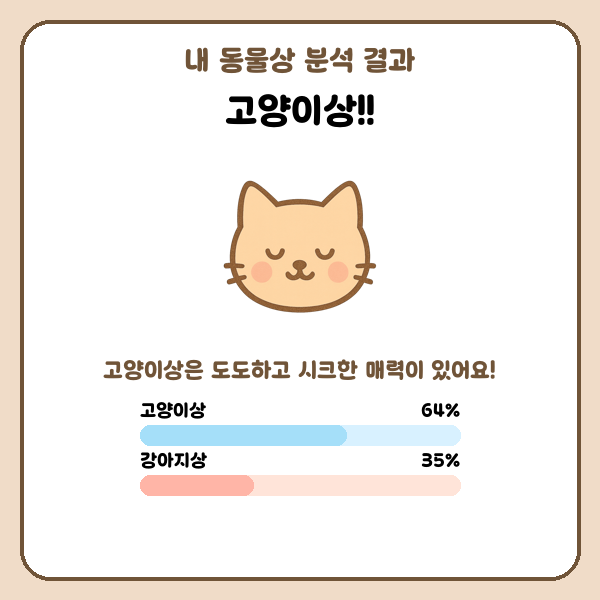 내 동물상 분석 결과
고양이상!!
고양이상은 도도하고 시크한 매력이 있어요!
고양이상 64%
강아지상 35%